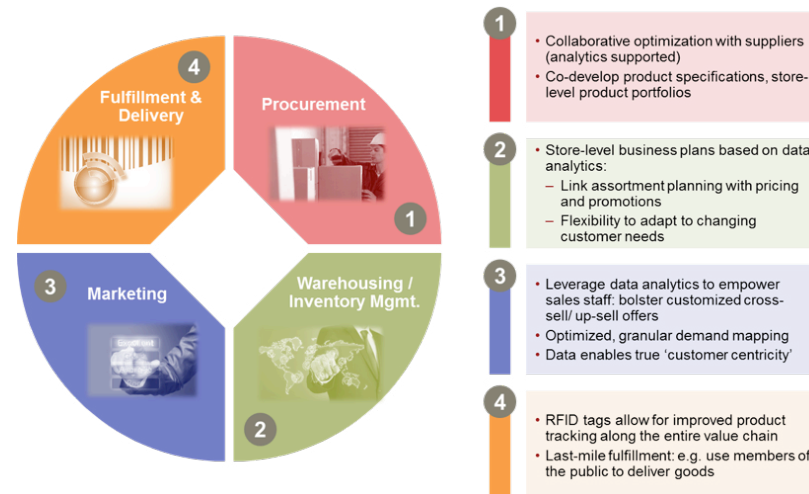 4
Fulfillment &
Delivery
Procurement
1
3
Marketing
Warehousing /
Inventory Mgmt.
2
1
• Collaborative optimization with suppliers
(analytics supported)
• Co-develop product specifications, store-
level product portfolios
2
• Store-level business plans based on data
analytics:
– Link assortment planning with pricing
and promotions
– Flexibility to adapt to changing
customer needs
3
• Leverage data analytics to empower
sales staff: bolster customized cross-
sell/ up-sell offers
• Optimized, granular demand mapping
• Data enables true ‘customer centricity’
4
• RFID tags allow for improved product
tracking along the entire value chain
• Last-mile fulfillment: e.g. use members of
the public to deliver goods